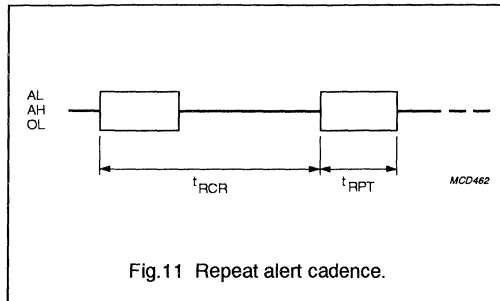 AL
AH
OL
tRCR
tRPT
MCD462
Fig.11 Repeat alert cadence.